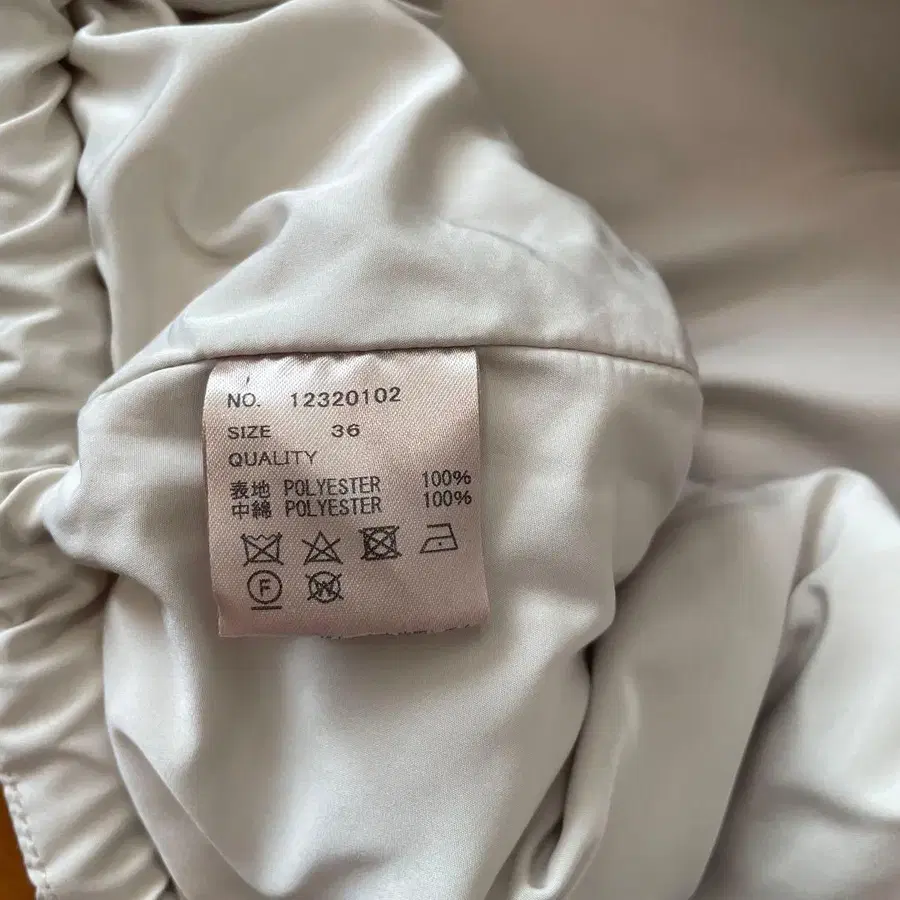 NO. 12320102
SIZE 36
QUALITY
表地 POLYESTER 100%
中綿 POLYESTER 100%
F W